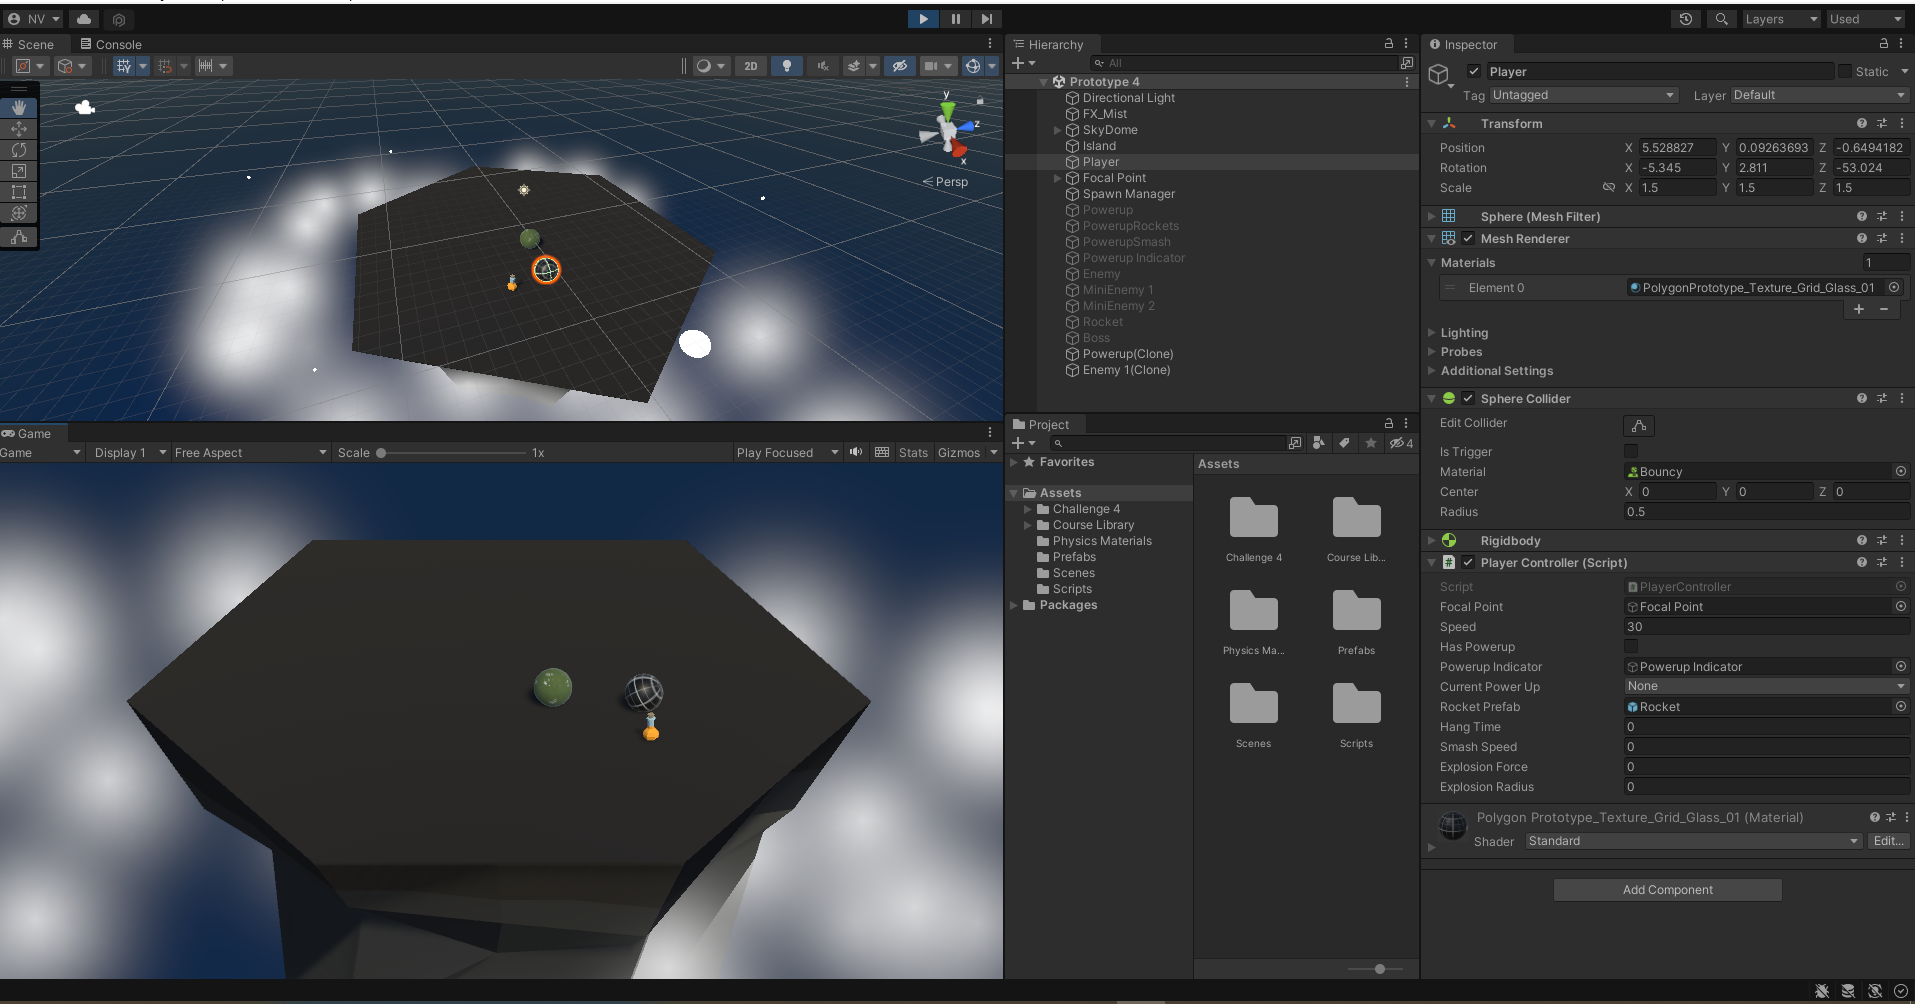 NV
Layers
Used
Scene
Console
2D
y
z
x
Persp
Game
Game
Display 1
Free Aspect
Scale
1x
Play Focused
Stats
Gizmos
Hierarchy
All
Prototype 4
Directional Light
FX_Mist
SkyDome
Island
Player
Focal Point
Spawn Manager
Powerup
PowerupRockets
PowerupSmash
Powerup Indicator
Enemy
MiniEnemy 1
MiniEnemy 2
Rocket
Boss
Powerup(Clone)
Enemy 1(Clone)
Project
4
Favorites
Assets
Challenge 4
Course Library
Physics Materials
Prefabs
Scenes
Scripts
Packages
Assets
Challenge 4
Course Lib...
Physics Ma...
Prefabs
Scenes
Scripts
Inspector
Player
Static
Tag Untagged Layer Default
Transform
Position X 5.528827 Y 0.09263693 Z -0.6494182
Rotation X -5.345 Y 2.811 Z -53.024
Scale X 1.5 Y 1.5 Z 1.5
Sphere (Mesh Filter)
Mesh Renderer
Materials 1
Element 0 PolygonPrototype_Texture_Grid_Glass_01
Lighting
Probes
Additional Settings
Sphere Collider
Edit Collider
Is Trigger
Material Bouncy
Center X 0 Y 0 Z 0
Radius 0.5
Rigidbody
Player Controller (Script)
Script PlayerController
Focal Point Focal Point
Speed 30
Has Powerup
Powerup Indicator Powerup Indicator
Current Power Up None
Rocket Prefab Rocket
Hang Time 0
Smash Speed 0
Explosion Force 0
Explosion Radius 0
Polygon Prototype_Texture_Grid_Glass_01 (Material)
Shader Standard Edit...
Add Component